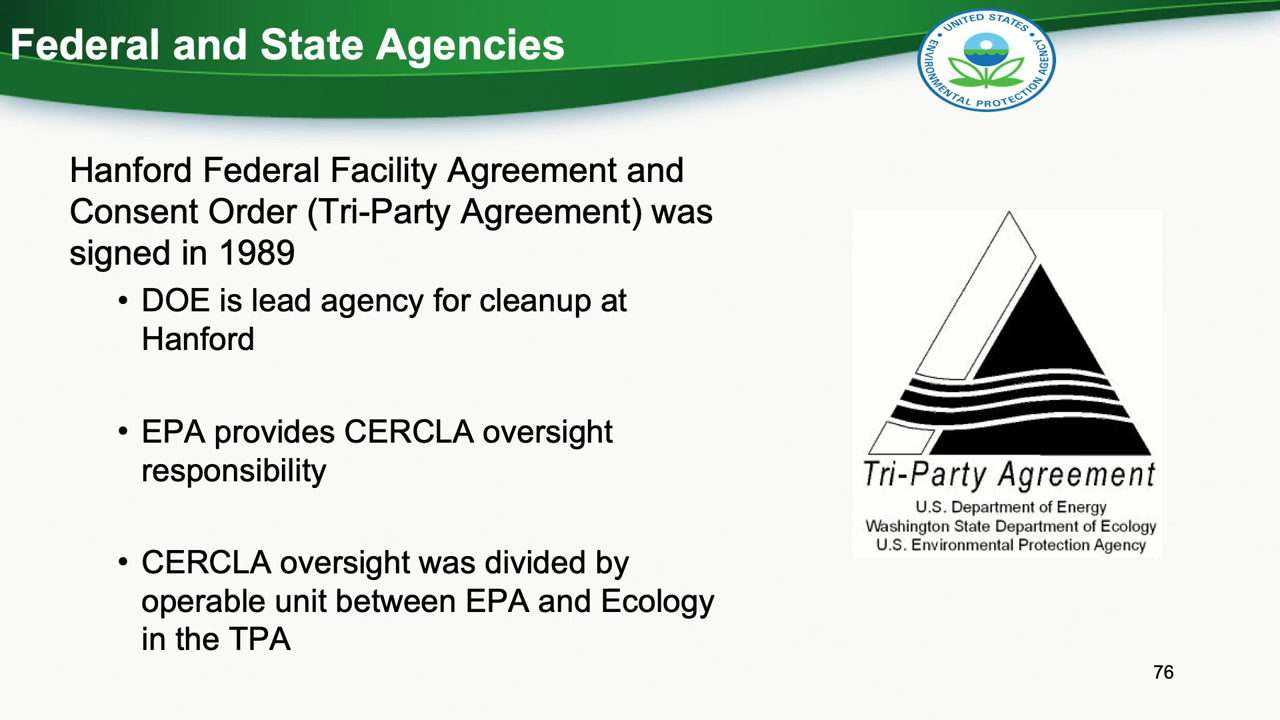 Federal and State Agencies
UNITED STATES
ENVIRONMENTAL PROTECTION AGENCY
Hanford Federal Facility Agreement and
Consent Order (Tri-Party Agreement) was
signed in 1989
• DOE is lead agency for cleanup at
Hanford
• EPA provides CERCLA oversight
responsibility
• CERCLA oversight was divided by
operable unit between EPA and Ecology
in the TPA
Tri-Party Agreement
U.S. Department of Energy
Washington State Department of Ecology
U.S. Environmental Protection Agency
76